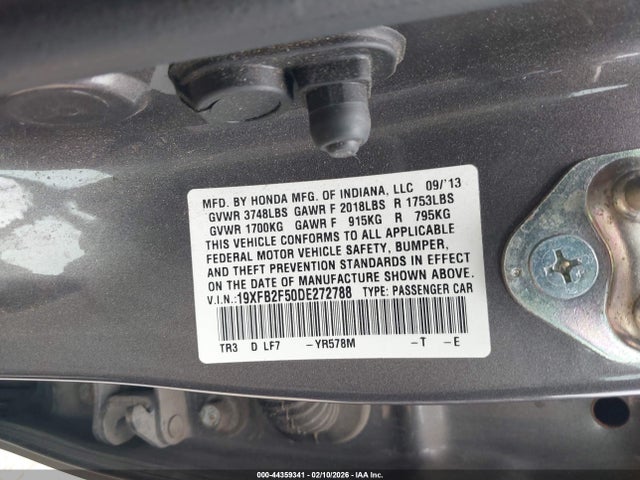 MFD. BY HONDA MFG. OF INDIANA, LLC 09/'13
GVWR 3748LBS GAWR F 2018LBS R 1753LBS
GVWR 1700KG GAWR F 915KG R 795KG
THIS VEHICLE CONFORMS TO ALL APPLICABLE
FEDERAL MOTOR VEHICLE SAFETY, BUMPER,
AND THEFT PREVENTION STANDARDS IN EFFECT
ON THE DATE OF MANUFACTURE SHOWN ABOVE.
V.I.N.:19XFB2F50DE272788 TYPE: PASSENGER CAR
TR3 D LF7 -YR578M -T -E
000-44359341 - 02/10/2026 - IAA Inc.